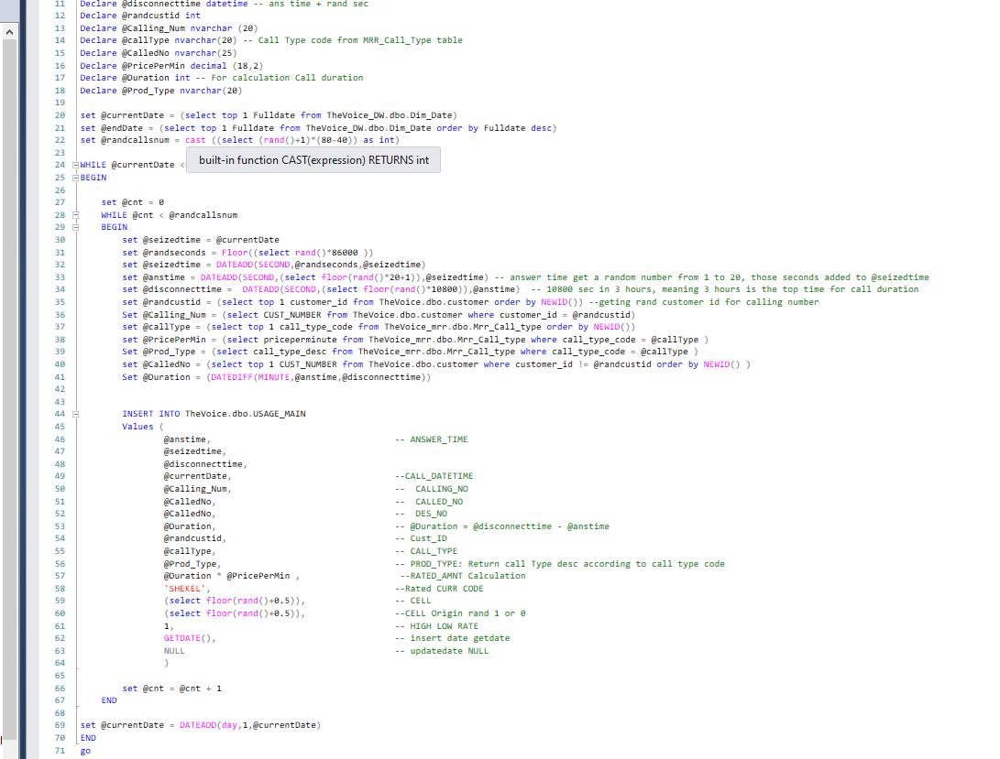 11 Declare @disconnecttime datetime -- ans time + rand sec
12 Declare @randcustid int
13 Declare @Calling_Num nvarchar (20)
14 Declare @callType nvarchar(20) -- Call Type code from MRR_Call_Type table
15 Declare @CalledNo nvarchar(25)
16 Declare @PricePerMin decimal (18,2)
17 Declare @Duration int -- For calculation Call duration
18 Declare @Prod_Type nvarchar(20)
19
20 set @currentDate = (select top 1 Fulldate from TheVoice_DW.dbo.Dim_Date)
21 set @endDate = (select top 1 Fulldate from TheVoice_DW.dbo.Dim_Date order by Fulldate desc)
22 set @randcallsnum = cast ((select (rand()+1)*(80-40)) as int)
23
built-in function CAST(expression) RETURNS int
24 WHILE @currentDate <
25 BEGIN
26
27 set @cnt = 0
28 WHILE @cnt < @randcallsnum
29 BEGIN
30 set @seizedtime = @currentDate
31 set @randseconds = Floor((select rand()*86000 ))
32 set @seizedtime = DATEADD(SECOND,@randseconds,@seizedtime)
33 set @anstime = DATEADD(SECOND,(select floor(rand()*20+1)),@seizedtime) -- answer time get a random number from 1 to 20, those seconds added to @seizedtime
34 set @disconnecttime = DATEADD(SECOND,(select floor(rand()*10800)),@anstime) -- 10800 sec in 3 hours, meaning 3 hours is the top time for call duration
35 set @randcustid = (select top 1 customer_id from TheVoice.dbo.customer order by NEWID()) --geting rand customer id for calling number
36 Set @Calling_Num = (select CUST_NUMBER from TheVoice.dbo.customer where customer_id = @randcustid)
37 set @callType = (select top 1 call_type_code from TheVoice_mrr.dbo.Mrr_Call_type order by NEWID())
38 set @PricePerMin = (select priceperminute from TheVoice_mrr.dbo.Mrr_Call_type where call_type_code = @callType )
39 Set @Prod_Type = (select call_type_desc from TheVoice_mrr.dbo.Mrr_Call_type where call_type_code = @callType )
40 set @CalledNo = (select top 1 CUST_NUMBER from TheVoice.dbo.customer where customer_id != @randcustid order by NEWID() )
41 Set @Duration = (DATEDIFF(MINUTE,@anstime,@disconnecttime))
42
43
44 INSERT INTO TheVoice.dbo.USAGE_MAIN
45 Values (
46 @anstime, -- ANSWER_TIME
47 @seizedtime,
48 @disconnecttime,
49 @currentDate, --CALL_DATETIME
50 @Calling_Num, -- CALLING_NO
51 @CalledNo, -- CALLED_NO
52 @CalledNo, -- DES_NO
53 @Duration, -- @Duration = @disconnecttime - @anstime
54 @randcustid, -- Cust_ID
55 @callType, -- CALL_TYPE
56 @Prod_Type, -- PROD_TYPE: Return call Type desc according to call type code
57 @Duration * @PricePerMin , --RATED_AMNT Calculation
58 'SHEKEL', --Rated CURR CODE
59 (select floor(rand()+0.5)), -- CELL
60 (select floor(rand()+0.5)), --CELL Origin rand 1 or 0
61 1, -- HIGH LOW RATE
62 GETDATE(), -- insert date getdate
63 NULL -- updatedate NULL
64 )
65
66 set @cnt = @cnt + 1
67 END
68
69 set @currentDate = DATEADD(day,1,@currentDate)
70 END
71 go